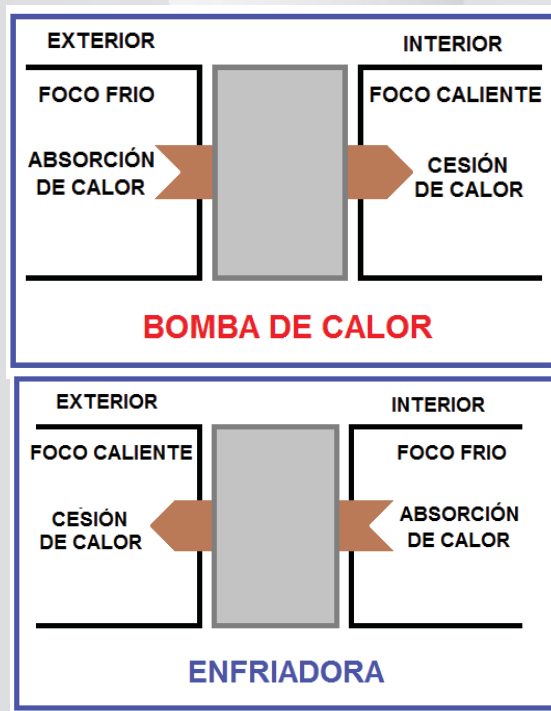 EXTERIOR
INTERIOR
FOCO FRIO
FOCO CALIENTE
ABSORCIÓN
DE CALOR
CESIÓN
DE CALOR
BOMBA DE CALOR
EXTERIOR
INTERIOR
FOCO CALIENTE
FOCO FRIO
CESIÓN
DE CALOR
ABSORCIÓN
DE CALOR
ENFRIADORA